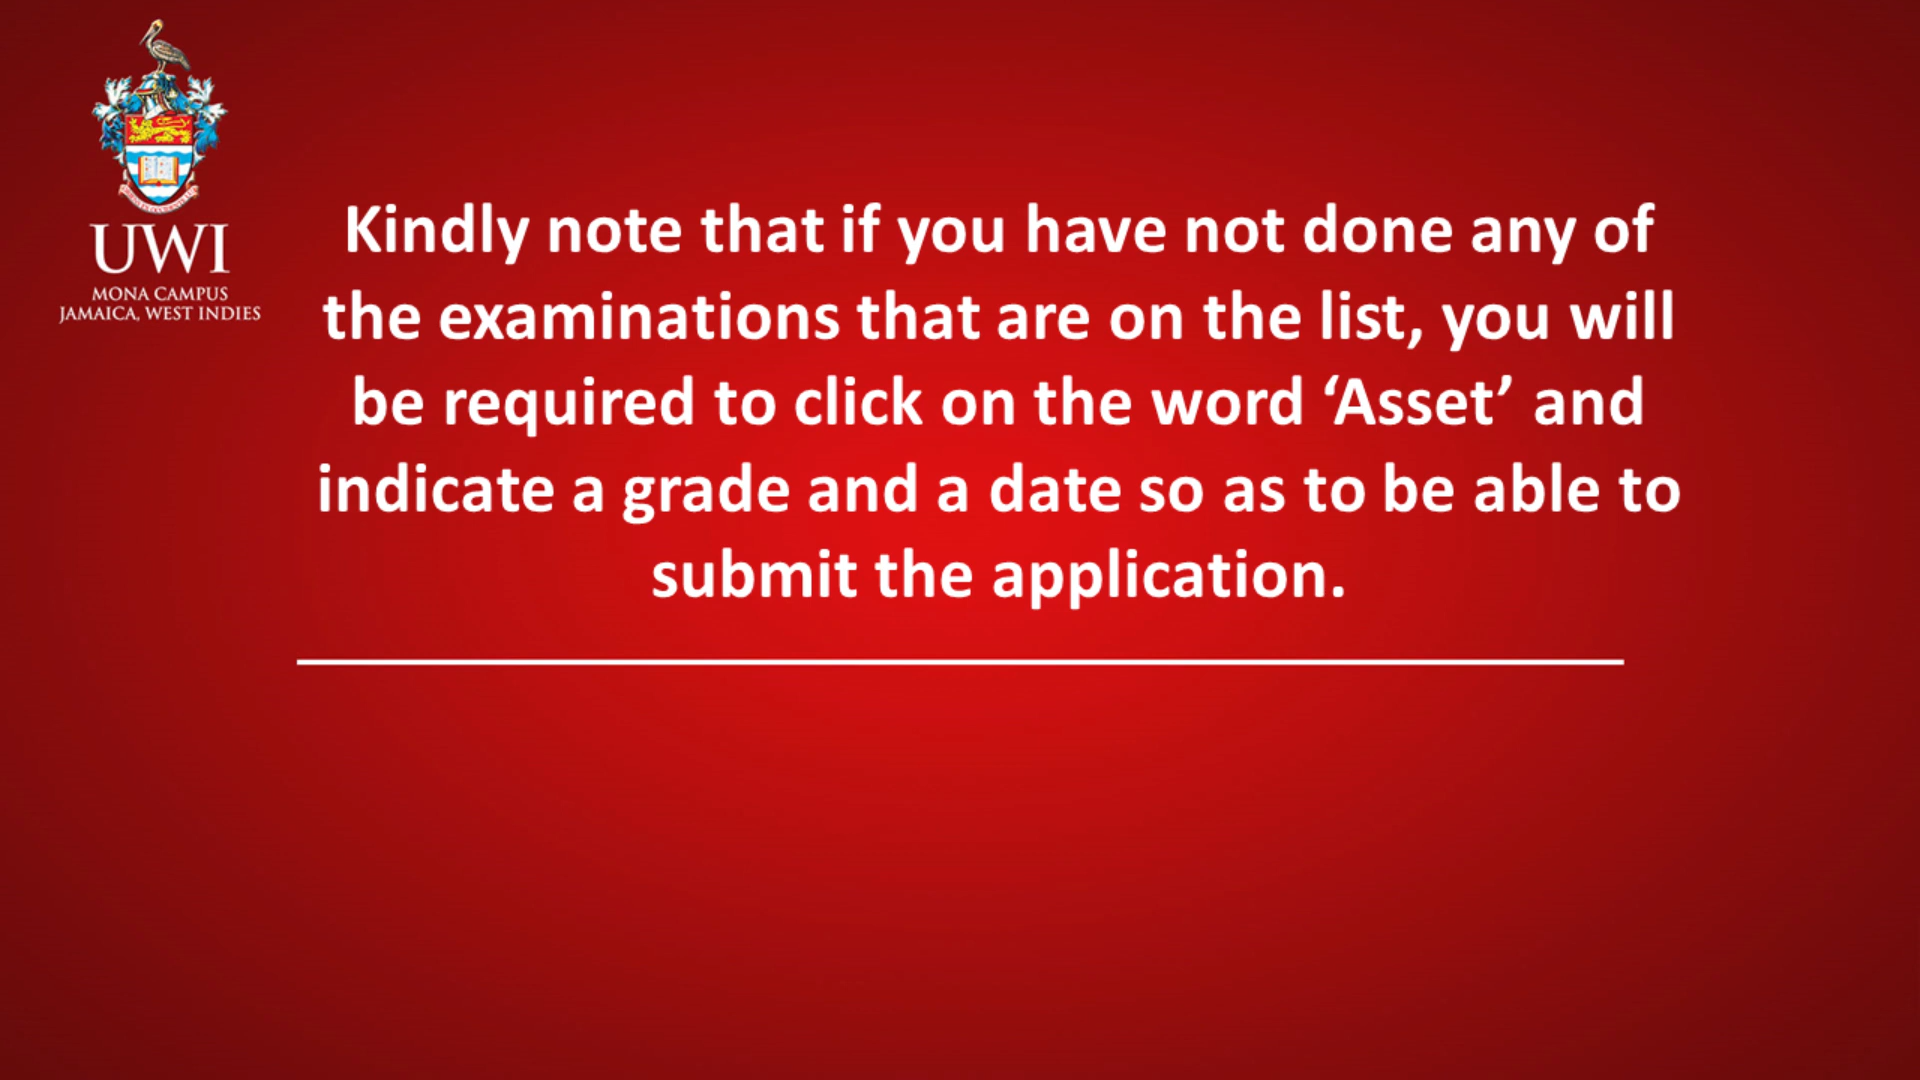 UWI
MONA CAMPUS
JAMAICA, WEST INDIES
Kindly note that if you have not done any of
the examinations that are on the list, you will
be required to click on the word ‘Asset’ and
indicate a grade and a date so as to be able to
submit the application.